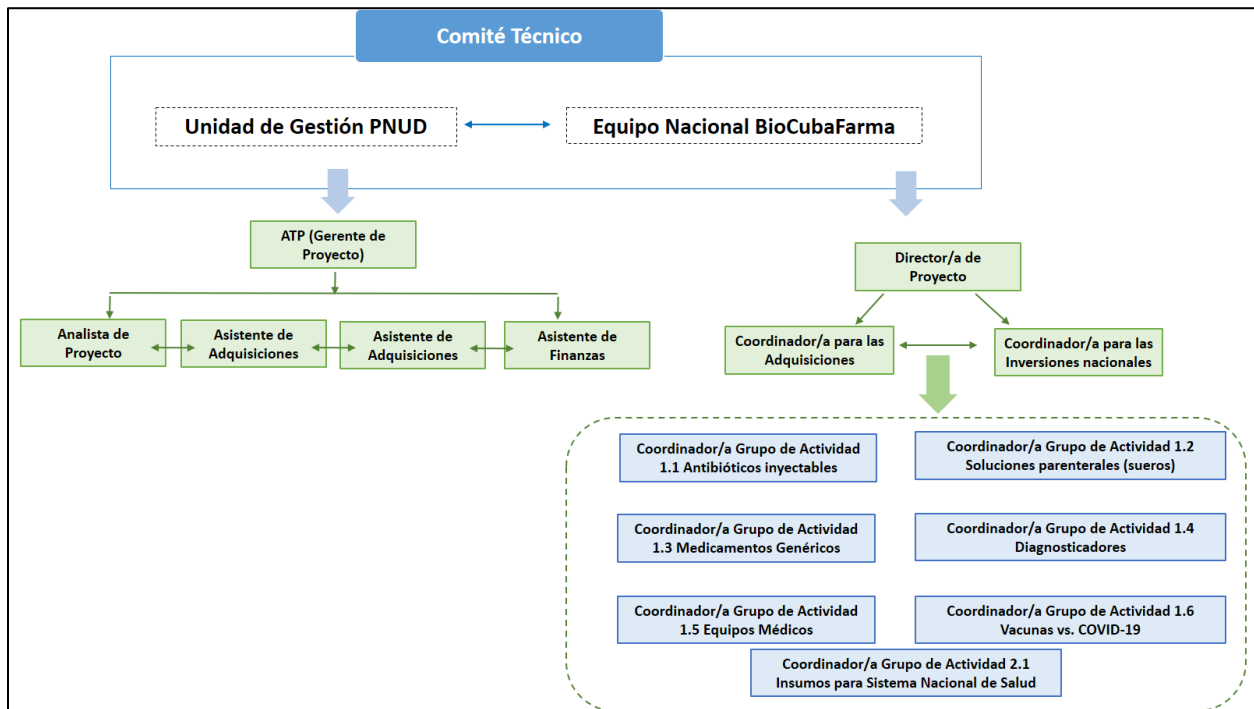 Comité Técnico
Unidad de Gestión PNUD
Equipo Nacional BioCubaFarma
ATP (Gerente de
Proyecto)
Director/a de
Proyecto
Analista de
Proyecto
Asistente de
Adquisiciones
Asistente de
Adquisiciones
Asistente de
Finanzas
Coordinador/a para las
Adquisiciones
Coordinador/a para las
Inversiones nacionales
Coordinador/a Grupo de Actividad
1.1 Antibióticos inyectables
Coordinador/a Grupo de Actividad 1.2
Soluciones parenterales (sueros)
Coordinador/a Grupo de Actividad
1.3 Medicamentos Genéricos
Coordinador/a Grupo de Actividad 1.4
Diagnosticadores
Coordinador/a Grupo de Actividad
1.5 Equipos Médicos
Coordinador/a Grupo de Actividad 1.6
Vacunas vs. COVID-19
Coordinador/a Grupo de Actividad 2.1
Insumos para Sistema Nacional de Salud